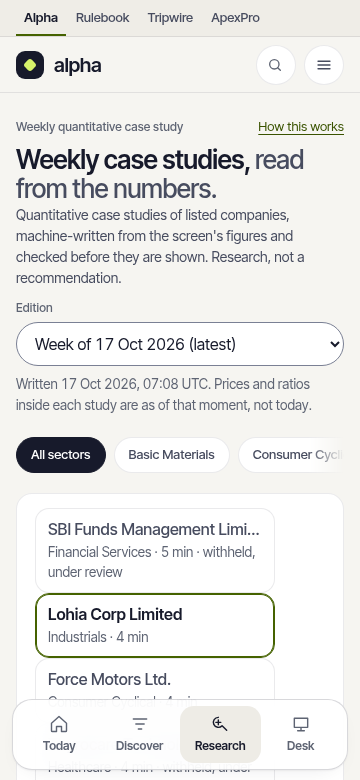 Alpha Rulebook Tripwire ApexPro
alpha
Weekly quantitative case study How this works
Weekly case studies, read
from the numbers.
Quantitative case studies of listed companies,
machine-written from the screen's figures and
checked before they are shown. Research, not a
recommendation.
Edition
Week of 17 Oct 2026 (latest)
Written 17 Oct 2026, 07:08 UTC. Prices and ratios
inside each study are as of that moment, not today.
All sectors Basic Materials Consumer Cycli
SBI Funds Management Limi...
Financial Services · 5 min · withheld,
under review
Lohia Corp Limited
Industrials · 4 min
Force Motors Ltd.
Today Discover Research Desk